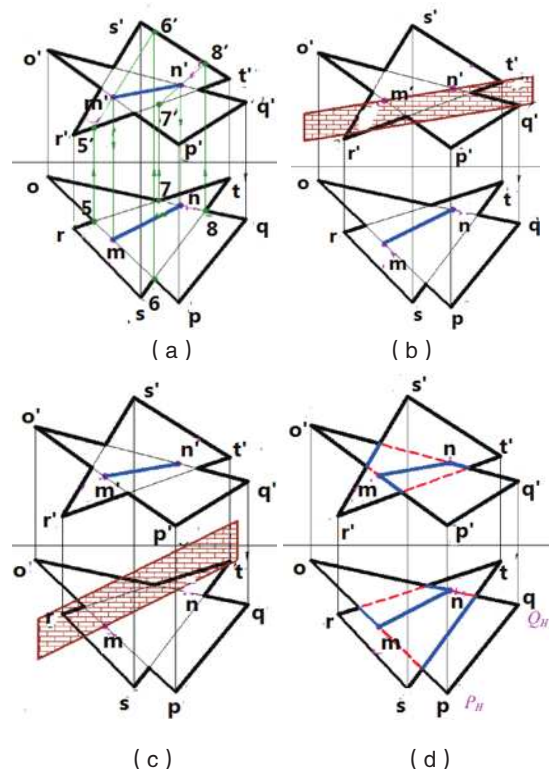 s' 6' 8'
o' n' t'
m' q'
7'
r' 5' p'
o 7 t
5 n
r 8 q
m
6
s p
(a)
s'
o' n' t'
m' q'
r' p'
o t
r n q
m
s p
(b)
s'
o' n' t'
m' q'
r' p'
o t
r n q
m
s p
(c)
s'
o' n t'
m q'
r' p'
o t
r n q
m Q_H
s p P_H
(d)